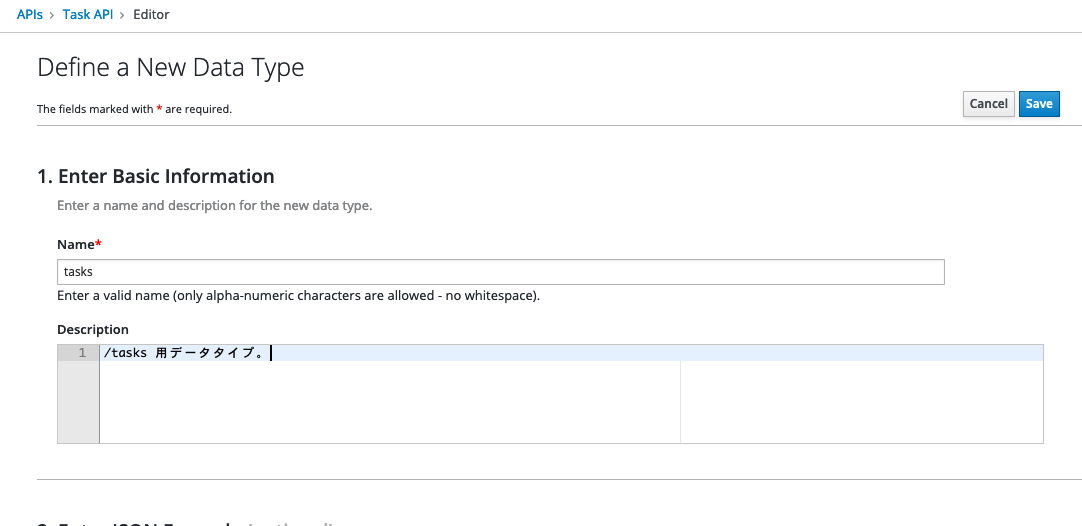 APIs > Task API > Editor
Define a New Data Type
The fields marked with * are required.
Cancel Save
1. Enter Basic Information
Enter a name and description for the new data type.
Name*
tasks
Enter a valid name (only alpha-numeric characters are allowed - no whitespace).
Description
1 /tasks 用データタイプ。